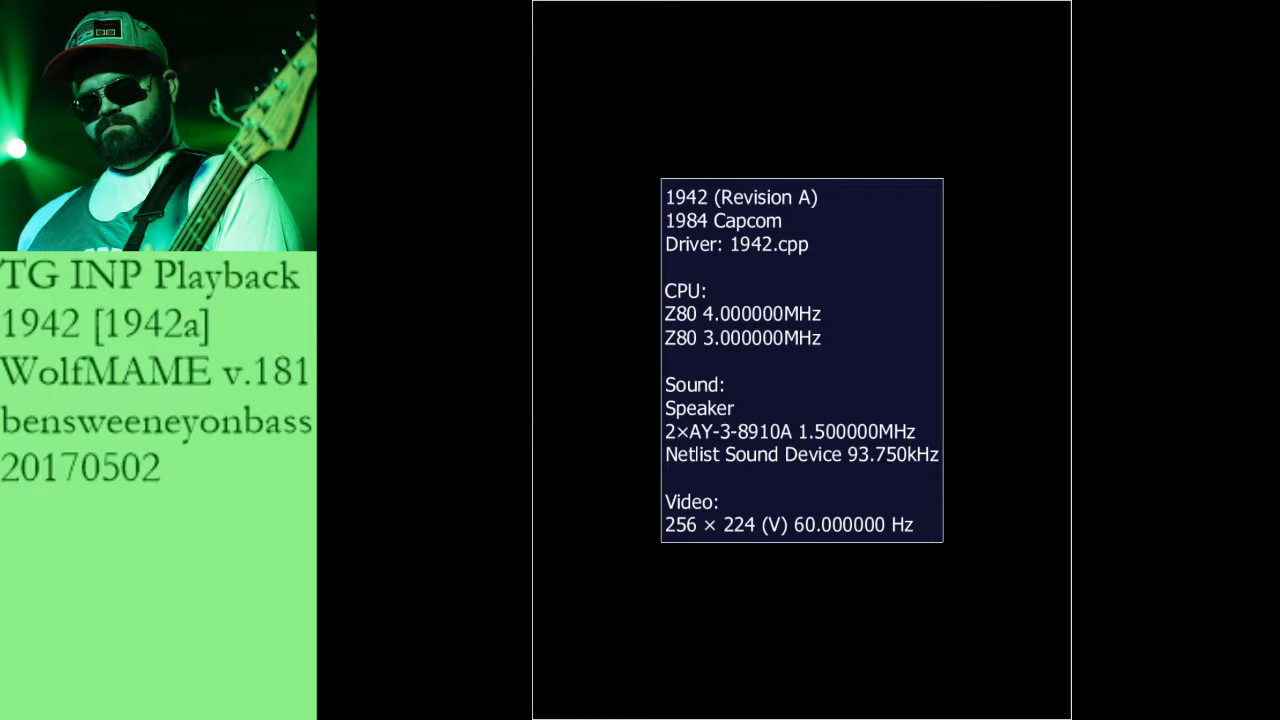 TG INP Playback
1942 [1942a]
WolfMAME v.181
bensweeneyonbass
20170502
1942 (Revision A)
1984 Capcom
Driver: 1942.cpp
CPU:
Z80 4.000000MHz
Z80 3.000000MHz
Sound:
Speaker
2×AY-3-8910A 1.500000MHz
Netlist Sound Device 93.750kHz
Video:
256 × 224 (V) 60.000000 Hz